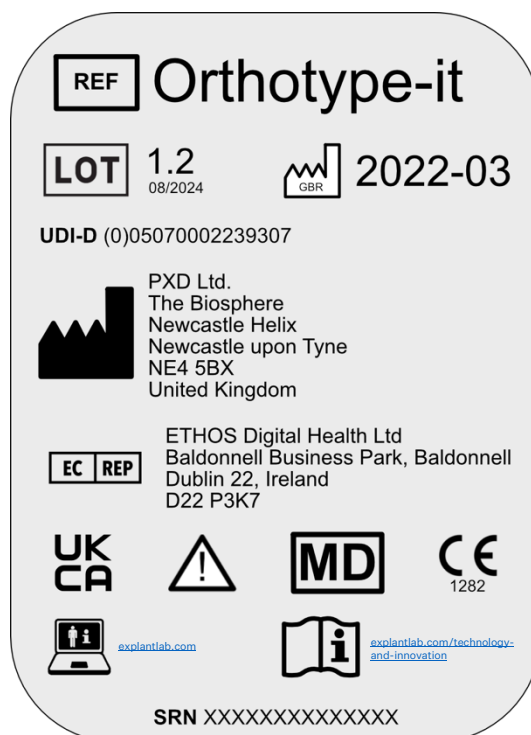 REF Orthotype-it
LOT 1.2
08/2024
GBR
2022-03
UDI-D (0)05070002239307
PXD Ltd.
The Biosphere
Newcastle Helix
Newcastle upon Tyne
NE4 5BX
United Kingdom
ETHOS Digital Health Ltd
Baldonnell Business Park, Baldonnell
Dublin 22, Ireland
D22 P3K7
EC REP
UK
CA
!
MD
CE
1282
i
explantlab.com
i
explantlab.com/technology-
and-innovation
SRN XXXXXXXXXXXXXX